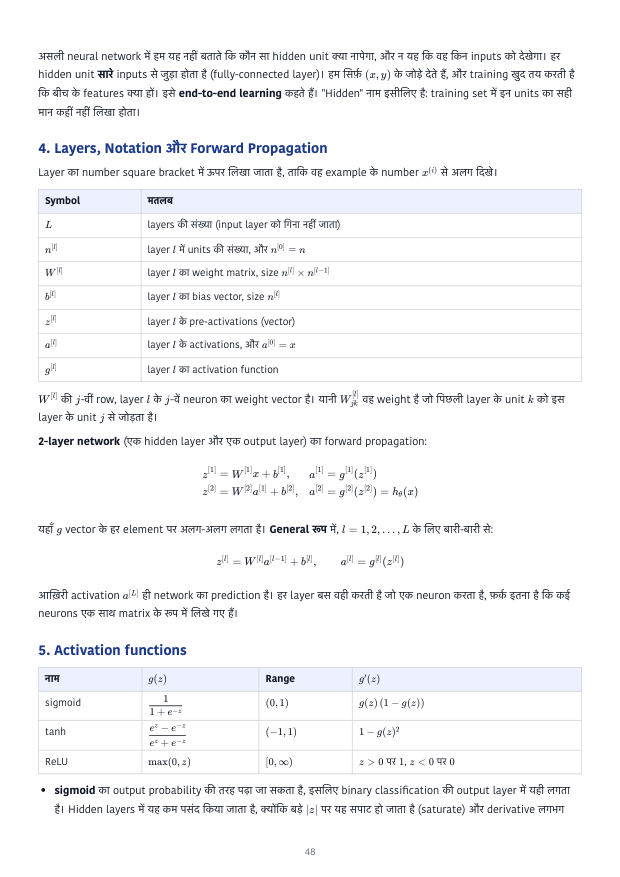 असली neural network में हम यह नहीं बताते कि कौन सा hidden unit क्या नापेगा, और न यह कि वह किन inputs को देखेगा। हर
hidden unit सारे inputs से जुड़ा होता है (fully-connected layer)। हम सिर्फ़ (x, y) के जोड़े देते हैं, और training खुद तय करती है
कि बीच के features क्या हों। इसे end-to-end learning कहते हैं। "Hidden" नाम इसीलिए है: training set में इन units का सही
मान कहीं नहीं लिखा होता।
4. Layers, Notation और Forward Propagation
Layer का number square bracket में ऊपर लिखा जाता है, ताकि वह example के number x^{(i)} से अलग दिखे।
Symbol मतलब
L layers की संख्या (input layer को गिना नहीं जाता)
n^{[l]} layer l में units की संख्या, और n^{[0]} = n
W^{[l]} layer l का weight matrix, size n^{[l]} × n^{[l−1]}
b^{[l]} layer l का bias vector, size n^{[l]}
z^{[l]} layer l के pre-activations (vector)
a^{[l]} layer l के activations, और a^{[0]} = x
g^{[l]} layer l का activation function
W^{[l]} की j-वीं row, layer l के j-वें neuron का weight vector है। यानी W_{jk}^{[l]} वह weight है जो पिछली layer के unit k को इस
layer के unit j से जोड़ता है।
2-layer network (एक hidden layer और एक output layer) का forward propagation:
z^{[1]} = W^{[1]}x + b^{[1]}, a^{[1]} = g^{[1]}(z^{[1]})
z^{[2]} = W^{[2]}a^{[1]} + b^{[2]}, a^{[2]} = g^{[2]}(z^{[2]}) = h_θ(x)
यहाँ g vector के हर element पर अलग-अलग लगता है। General रूप में, l = 1, 2, …, L के लिए बारी-बारी से:
z^{[l]} = W^{[l]}a^{[l−1]} + b^{[l]}, a^{[l]} = g^{[l]}(z^{[l]})
आख़िरी activation a^{[L]} ही network का prediction है। हर layer बस वही करती है जो एक neuron करता है, फ़र्क इतना है कि कई
neurons एक साथ matrix के रूप में लिखे गए हैं।
5. Activation functions
नाम g(z) Range g′(z)
sigmoid \frac{1}{1 + e^{−z}} (0, 1) g(z) (1 − g(z))
tanh \frac{e^z − e^{−z}}{e^z + e^{−z}} (−1, 1) 1 − g(z)^2
ReLU max(0, z) [0, ∞) z > 0 पर 1, z < 0 पर 0
• sigmoid का output probability की तरह पढ़ा जा सकता है, इसलिए binary classification की output layer में यही लगता
है। Hidden layers में यह कम पसंद किया जाता है, क्योंकि बड़े |z| पर यह सपाट हो जाता है (saturate) और derivative लगभग
48